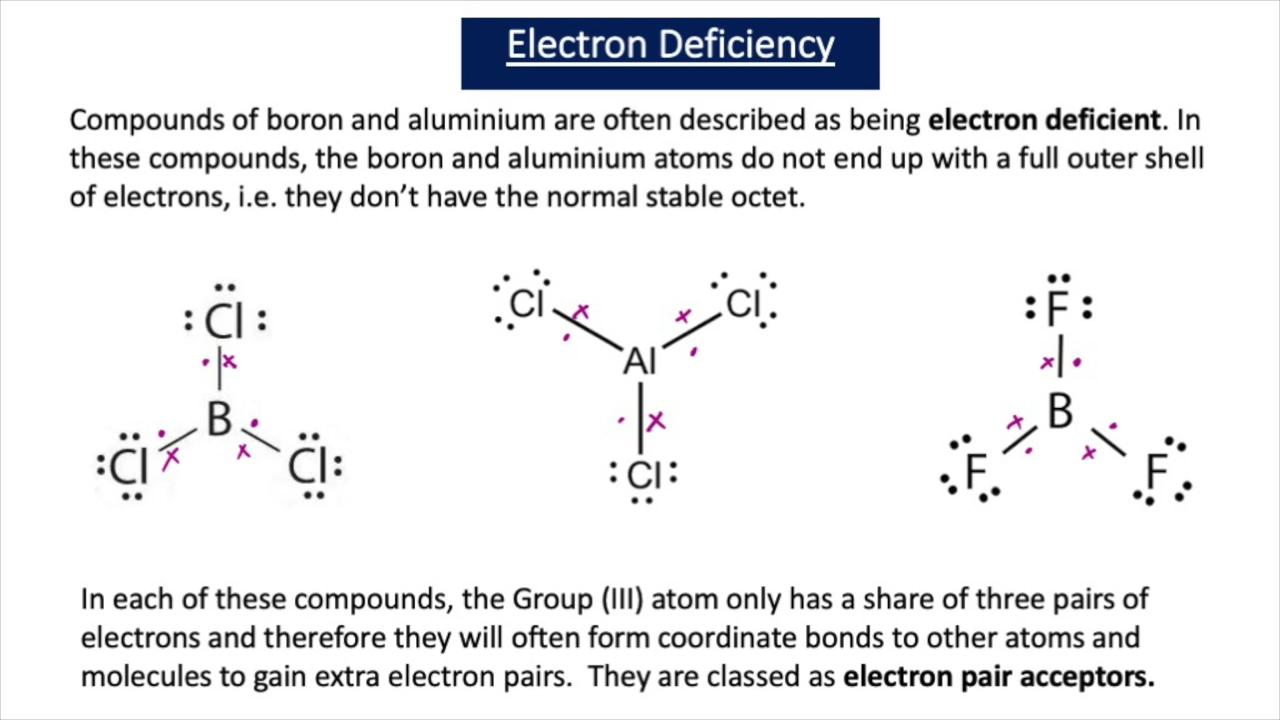 Electron Deficiency
Compounds of boron and aluminium are often described as being electron deficient. In
these compounds, the boron and aluminium atoms do not end up with a full outer shell
of electrons, i.e. they don’t have the normal stable octet.
Cl
B
Cl
Cl
Cl
Cl
Al
Cl
F
B
F
F
In each of these compounds, the Group (III) atom only has a share of three pairs of
electrons and therefore they will often form coordinate bonds to other atoms and
molecules to gain extra electron pairs. They are classed as electron pair acceptors.